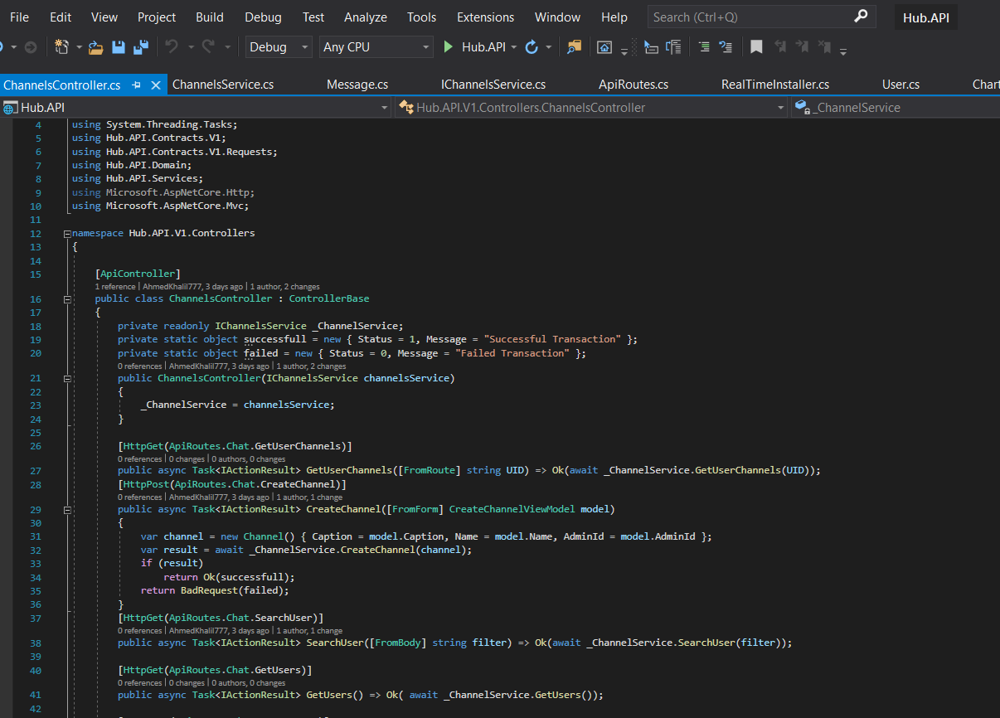 File Edit View Project Build Debug Test Analyze Tools Extensions Window Help Search (Ctrl+Q) Hub.API
Debug Any CPU Hub.API
ChannelsController.cs ChannelsService.cs Message.cs IChannelsService.cs ApiRoutes.cs RealTimeInstaller.cs User.cs Chart
Hub.API Hub.API.V1.Controllers.ChannelsController _ChannelService
4 using System.Threading.Tasks;
5 using Hub.API.Contracts.V1;
6 using Hub.API.Contracts.V1.Requests;
7 using Hub.API.Domain;
8 using Hub.API.Services;
9 using Microsoft.AspNetCore.Http;
10 using Microsoft.AspNetCore.Mvc;
11
12 namespace Hub.API.V1.Controllers
13 {
14
15 [ApiController]
1 reference | AhmedKhalil777, 3 days ago | 1 author, 2 changes
16 public class ChannelsController : ControllerBase
17 {
18 private readonly IChannelsService _ChannelService;
19 private static object successfull = new { Status = 1, Message = "Successful Transaction" };
20 private static object failed = new { Status = 0, Message = "Failed Transaction" };
0 references | AhmedKhalil777, 3 days ago | 1 author, 2 changes
21 public ChannelsController(IChannelsService channelsService)
22 {
23 _ChannelService = channelsService;
24 }
25
26 [HttpGet(ApiRoutes.Chat.GetUserChannels)]
0 references | 0 changes | 0 authors, 0 changes
27 public async Task<IActionResult> GetUserChannels([FromRoute] string UID) => Ok(await _ChannelService.GetUserChannels(UID));
28 [HttpPost(ApiRoutes.Chat.CreateChannel)]
0 references | AhmedKhalil777, 3 days ago | 1 author, 1 change
29 public async Task<IActionResult> CreateChannel([FromForm] CreateChannelViewModel model)
30 {
31 var channel = new Channel() { Caption = model.Caption, Name = model.Name, AdminId = model.AdminId };
32 var result = await _ChannelService.CreateChannel(channel);
33 if (result)
34 return Ok(successfull);
35 return BadRequest(failed);
36 }
37 [HttpGet(ApiRoutes.Chat.SearchUser)]
0 references | AhmedKhalil777, 3 days ago | 1 author, 1 change
38 public async Task<IActionResult> SearchUser([FromBody] string filter) => Ok(await _ChannelService.SearchUser(filter));
39
40 [HttpGet(ApiRoutes.Chat.GetUsers)]
0 references | 0 changes | 0 authors, 0 changes
41 public async Task<IActionResult> GetUsers() => Ok( await _ChannelService.GetUsers());
42